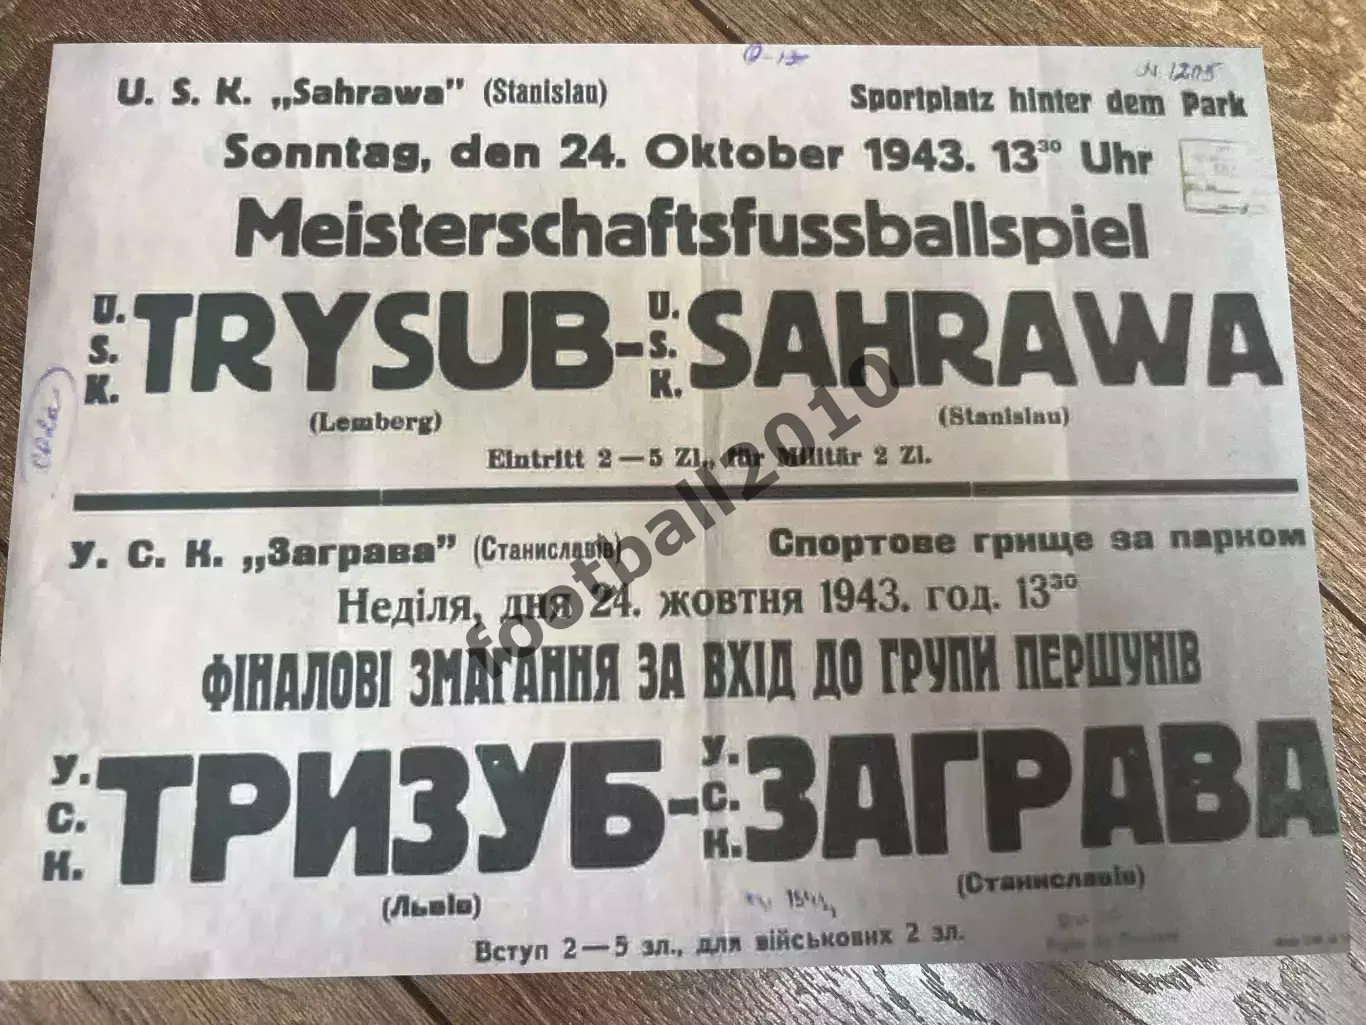 № 1205
U. S. K. „Sahrawa” (Stanislau)
Sportplatz hinter dem Park
Sonntag, den 24. Oktober 1943. 13³⁰ Uhr
Meisterschaftsfussballspiel
U. S. K. TRYSUB - U. S. K. SAHRAWA
(Lemberg) (Stanislau)
Eintritt 2 — 5 Zl., für Militär 2 Zl.
У. С. К. „Заграва” (Станиславів)
Спортове грище за парком
Неділя, дня 24. жовтня 1943. год. 13³⁰
ФІНАЛОВІ ЗМАГАННЯ ЗА ВХІД ДО ГРУПИ ПЕРШУНІВ
У. С. К. ТРИЗУБ - У. С. К. ЗАГРАВА
(Львів) (Станиславів)
Вступ 2 — 5 зл., для військових 2 зл.
football2010